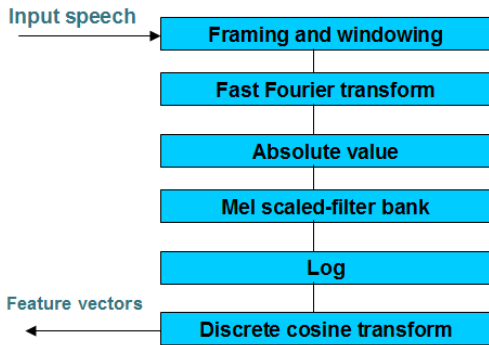 Input speech
Framing and windowing
Fast Fourier transform
Absolute value
Mel scaled-filter bank
Log
Feature vectors
Discrete cosine transform